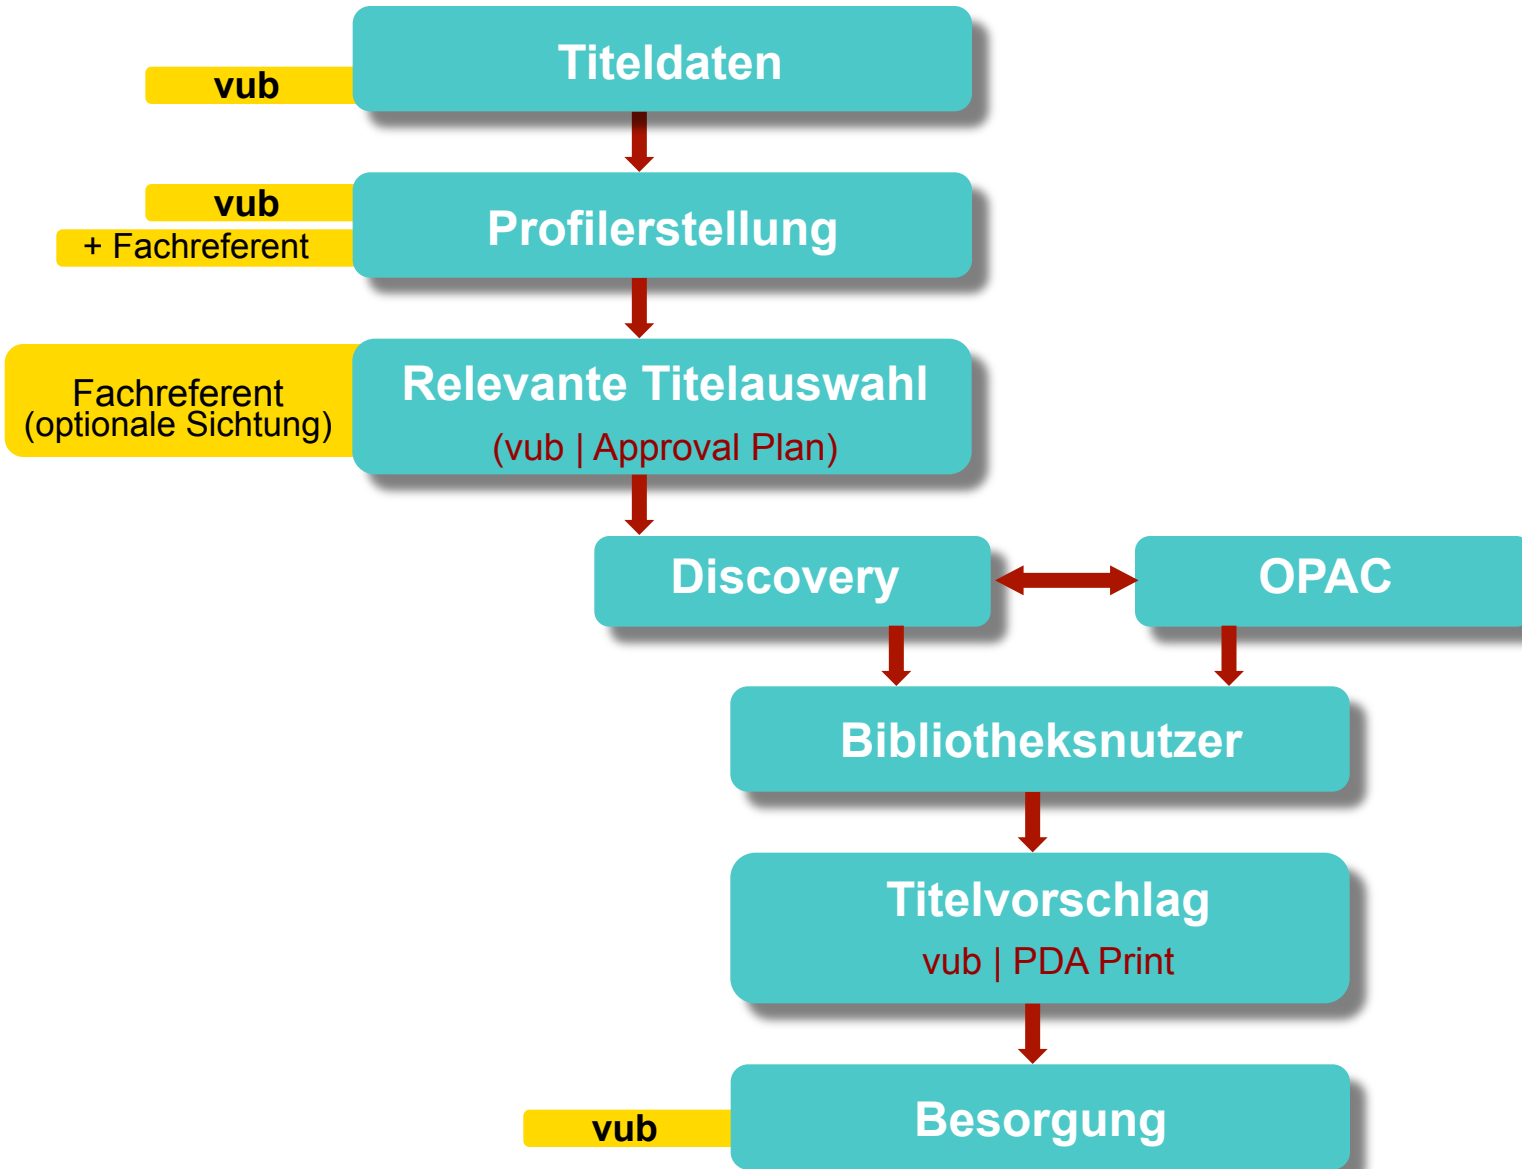 Titeldaten
vub
vub
+ Fachreferent
Profilerstellung
Fachreferent
(optionale Sichtung)
Relevante Titelauswahl
(vub | Approval Plan)
Discovery
OPAC
Bibliotheksnutzer
Titelvorschlag
vub | PDA Print
vub
Besorgung